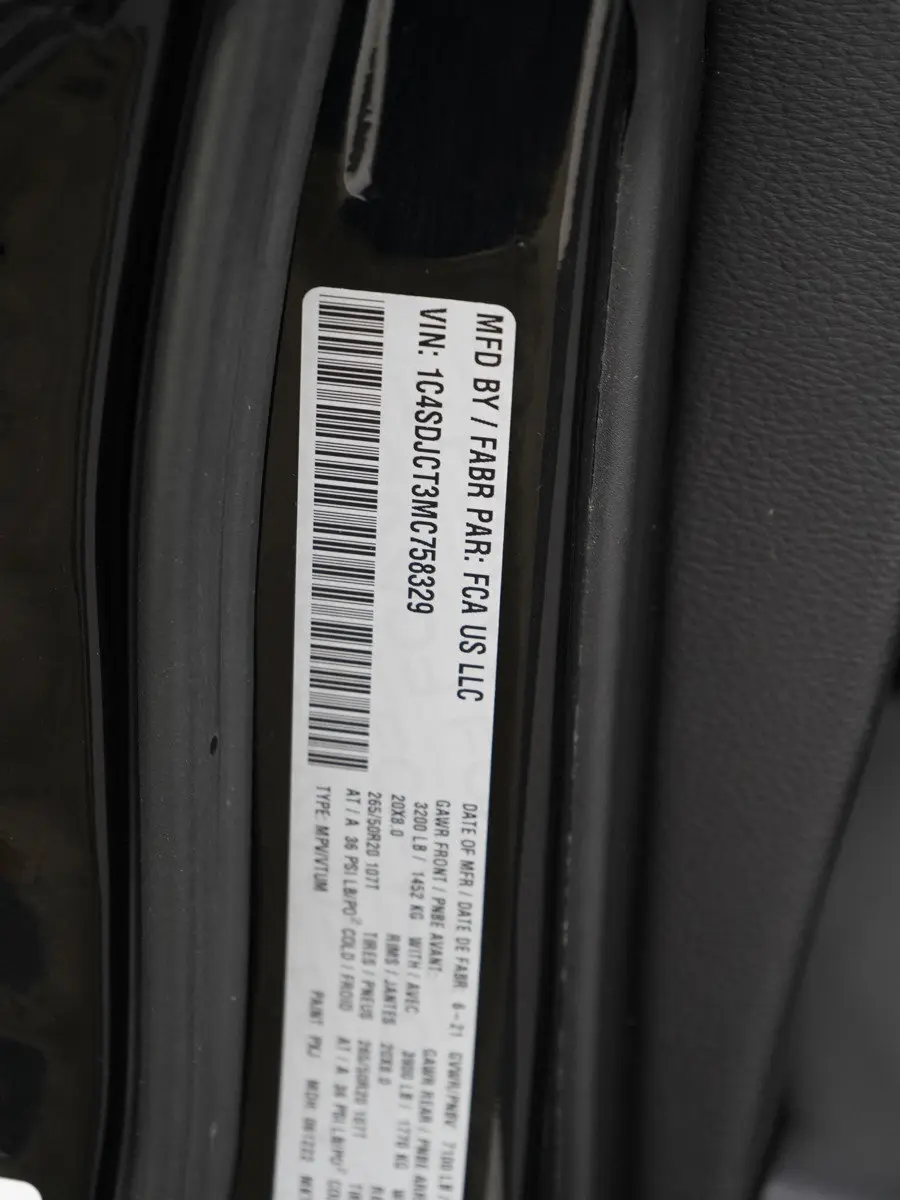 MFD BY / FABR PAR: FCA US LLC
VIN: 1C4SDJCT3MC758329
DATE OF MFR / DATE DE FABR 6-21 GVWR/PNBV 7100 LB /
GAWR FRONT / PNBE AVANT: GAWR REAR / PNBE
3200 LB / 1452 KG WITH / AVEC 3900 LB / 1770 KG
20X8.0 RIMS / JANTES 20X8.0
265/50R20 107T TIRES / PNEUS 265/50R20 107T
AT / A 36 PSI LB/PO² COLD / FROID AT / A 36 PSI LB/PO²
TYPE: MPV/VTUM PAINT PXJ MDH